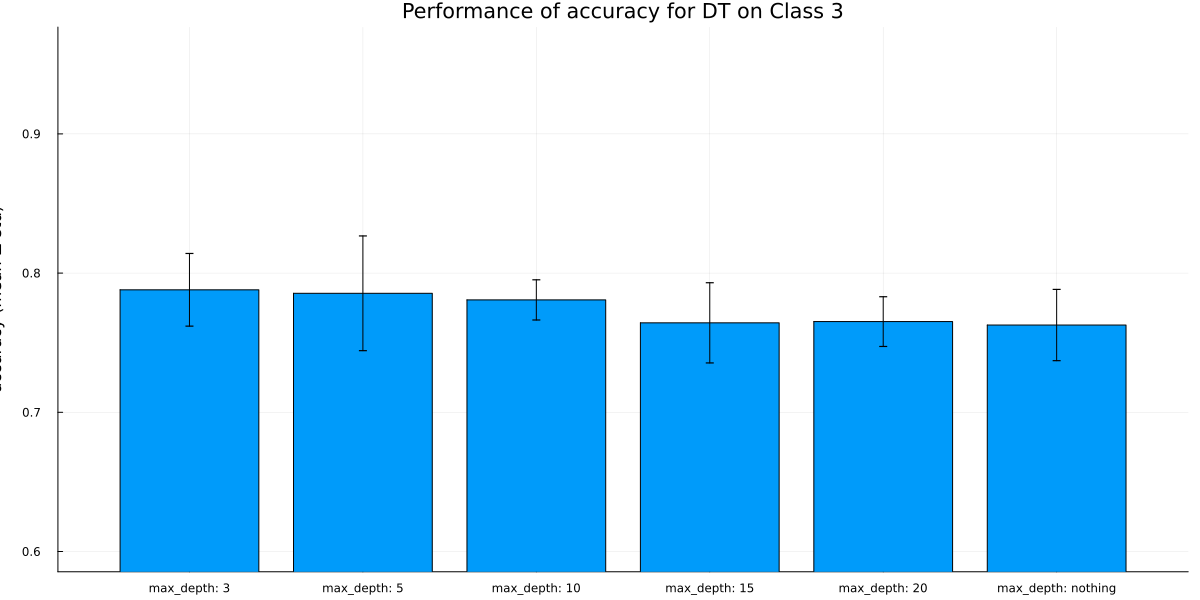 Performance of accuracy for DT on Class 3
0.9
0.8
0.7
0.6
max_depth: 3
max_depth: 5
max_depth: 10
max_depth: 15
max_depth: 20
max_depth: nothing